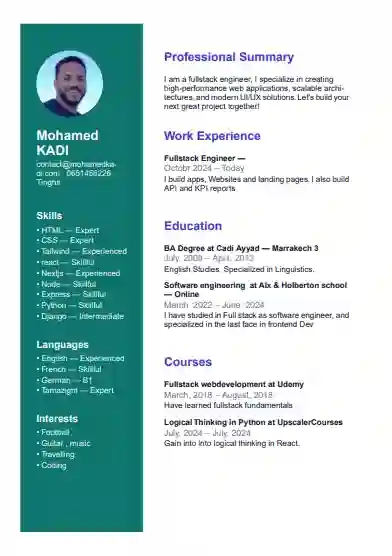 Mohamed
KADI
contact@mohamedka-
di.com 0651456226
Tinghir
Skills
• HTML — Expert
• CSS — Expert
• Tailwind — Experienced
• react — Skillful
• Nextjs — Experienced
• Node — Skillful
• Express — Skillful
• Python — Skillful
• Django — Intermediate
Languages
• English — Experienced
• French — Skillful
• German — B1
• Tamazight — Expert
Interests
• Football
• Guitar , music
• Travelling
• Coding
Professional Summary
I am a fullstack engineer, I specialize in creating
high-performance web applications, scalable archi-
tectures, and modern UI/UX solutions. Let's build your
next great project together!
Work Experience
Fullstack Engineer —
Octobr 2024 – Today
I build apps, Websites and landing pages. I also build
API and KPI reports
Education
BA Degree at Cadi Ayyad — Marrakech 3
July, 2009 – April, 2013
English Studies. Specialized in Linguistics.
Software engineering at Alx & Holberton school
— Online
March 2022 – June 2024
I have studied in Full stack as software engineer, and
specialized in the last face in frontend Dev
Courses
Fullstack webdevelopment at Udemy
March, 2018 – August, 2018
Have learned fullstack fundamentals
Logical Thinking in Python at UpscalerCourses
July, 2024 – July, 2024
Gain into into logical thinking in React.